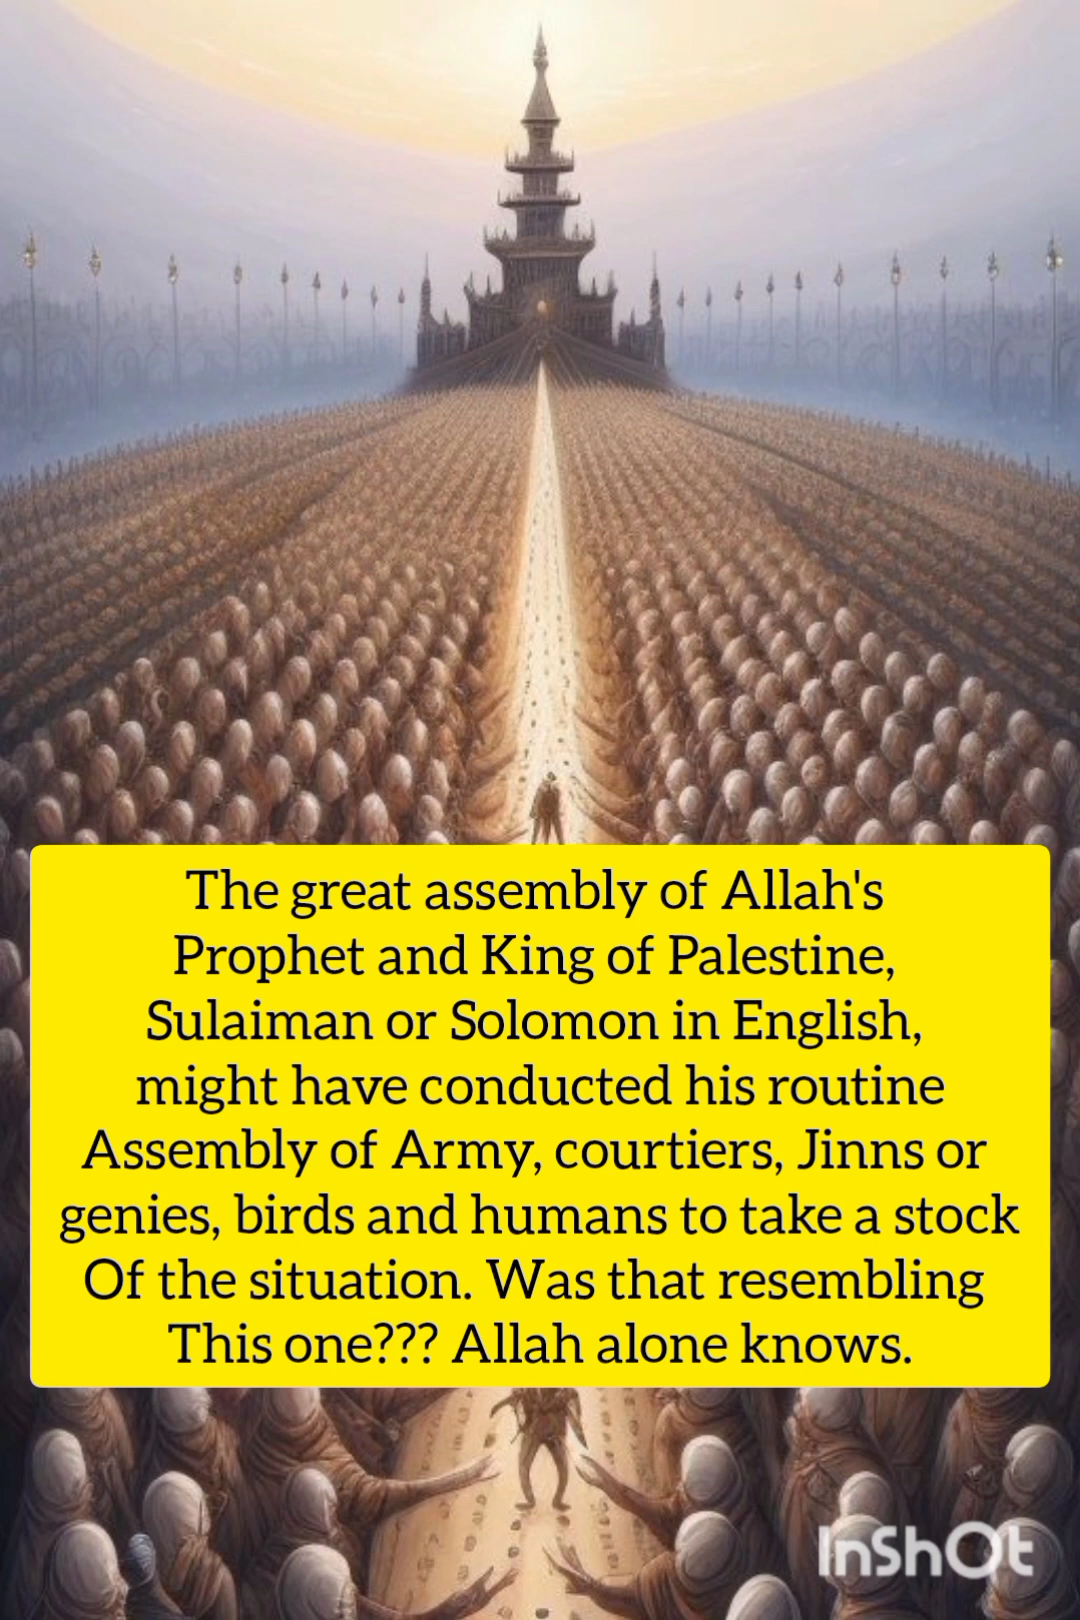 The great assembly of Allah's
Prophet and King of Palestine,
Sulaiman or Solomon in English,
might have conducted his routine
Assembly of Army, courtiers, Jinns or
genies, birds and humans to take a stock
Of the situation. Was that resembling
This one??? Allah alone knows.
InShOt